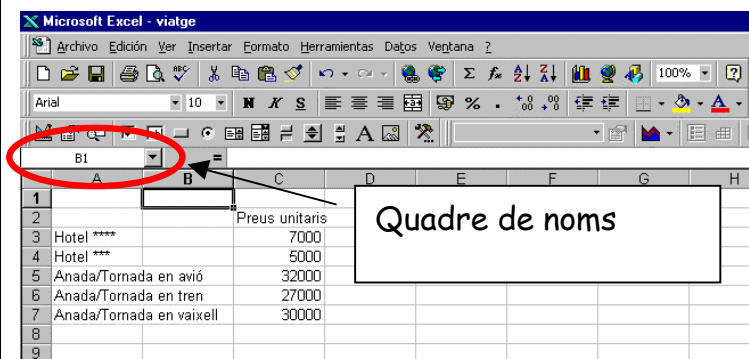 Microsoft Excel - viatge
Archivo Edición Ver Insertar Formato Herramientas Datos Ventana ?
Σ fx 100% ?
Arial 10 N K S % A
A
B1 =
A B C D E F G H
1
2 Preus unitaris
3 Hotel **** 7000
4 Hotel *** 5000
5 Anada/Tornada en avió 32000
6 Anada/Tornada en tren 27000
7 Anada/Tornada en vaixell 30000
8
9
Quadre de noms